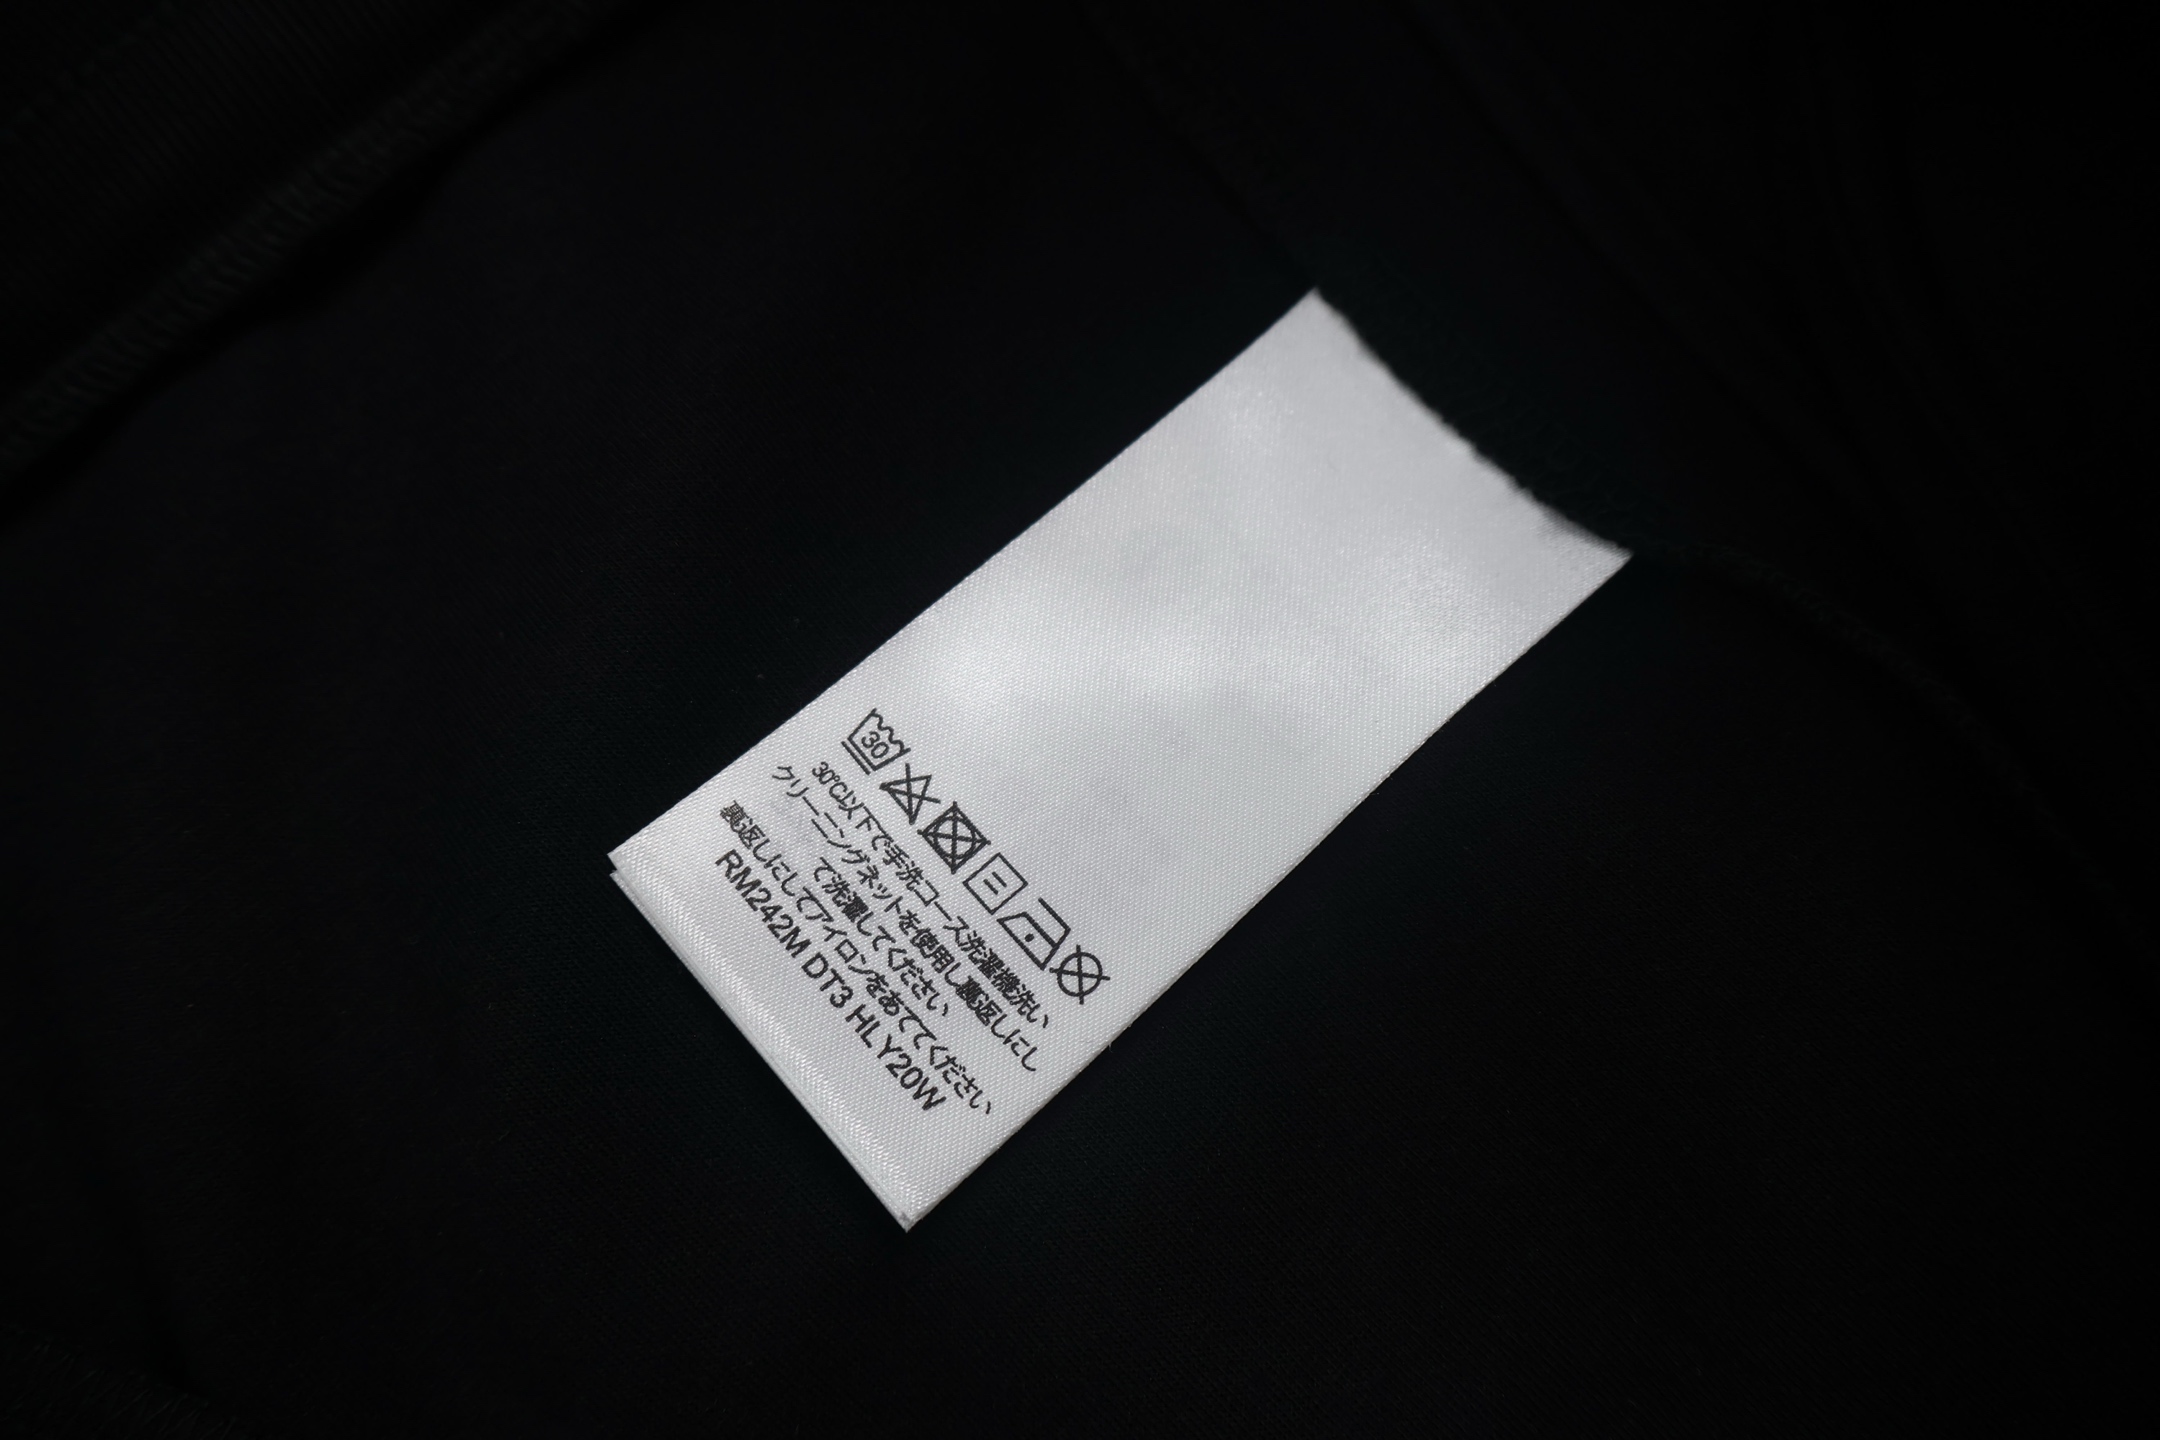 30
30℃以下で手洗コース洗濯機洗い
クリーニングネットを使用し裏返しにし
て洗濯してください
裏返しにしてアイロンをあててください
RM242M DT3 HLY20W